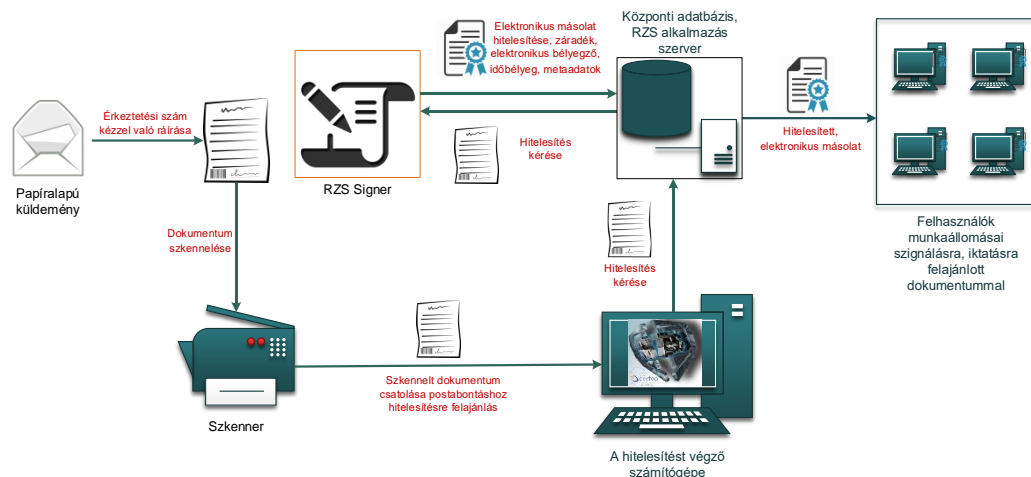 Elektronikus másolat
hitelesítése, záradék,
elektronikus bélyegző,
időbélyeg, metaadatok
Központi adatbázis,
RZS alkalmazás
szerver
Érkeztetési szám
kézzel való ráírása
Hitelesítés
kérése
Hitelesített,
elektronikus másolat
Papíralapú
küldemény
RZS Signer
Felhasználók
munkaállomásai
szignálásra, iktatásra
felajánlott
dokumentummal
Dokumentum
szkennelése
Hitelesítés
kérése
Szkennelt dokumentum
csatolása postabontáshoz
hitelesítésre felajánlás
Szkenner
A hitelesítést végző
számítógépe